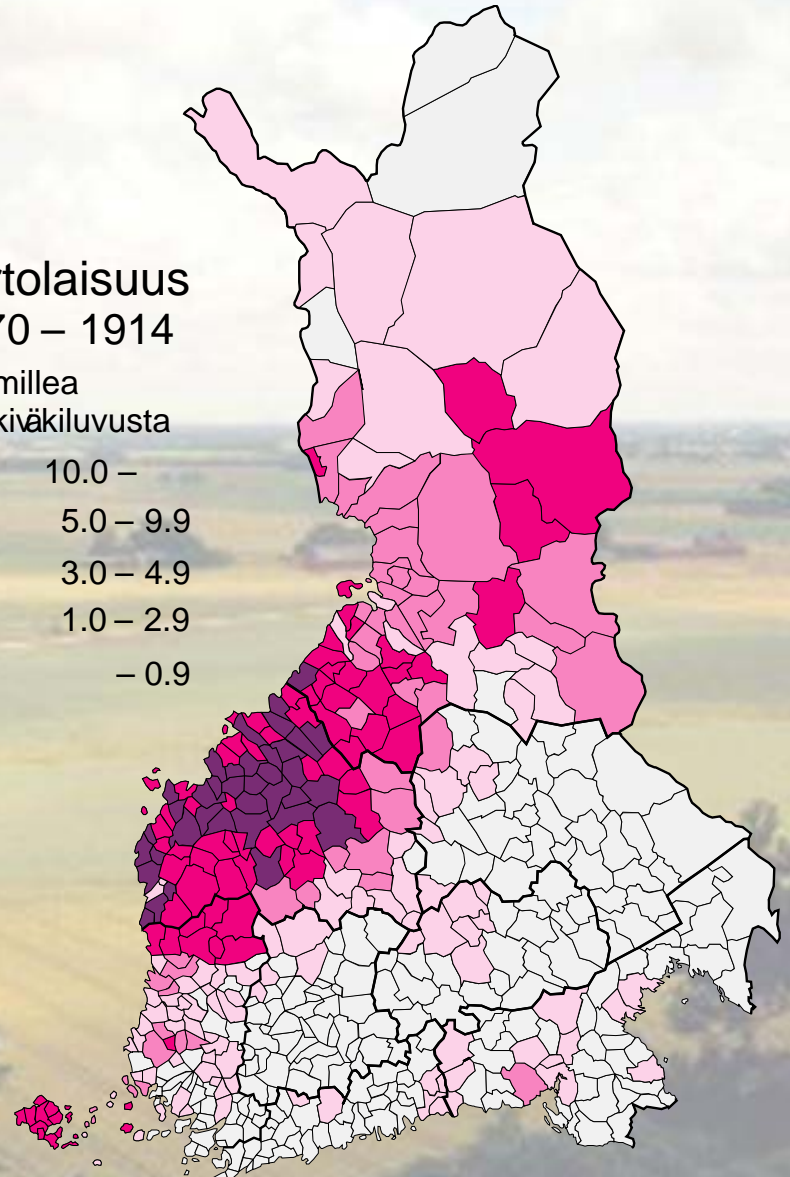 rtolaisuus
70 – 1914
millea
kiväkiluvusta
10.0 –
5.0 – 9.9
3.0 – 4.9
1.0 – 2.9
– 0.9